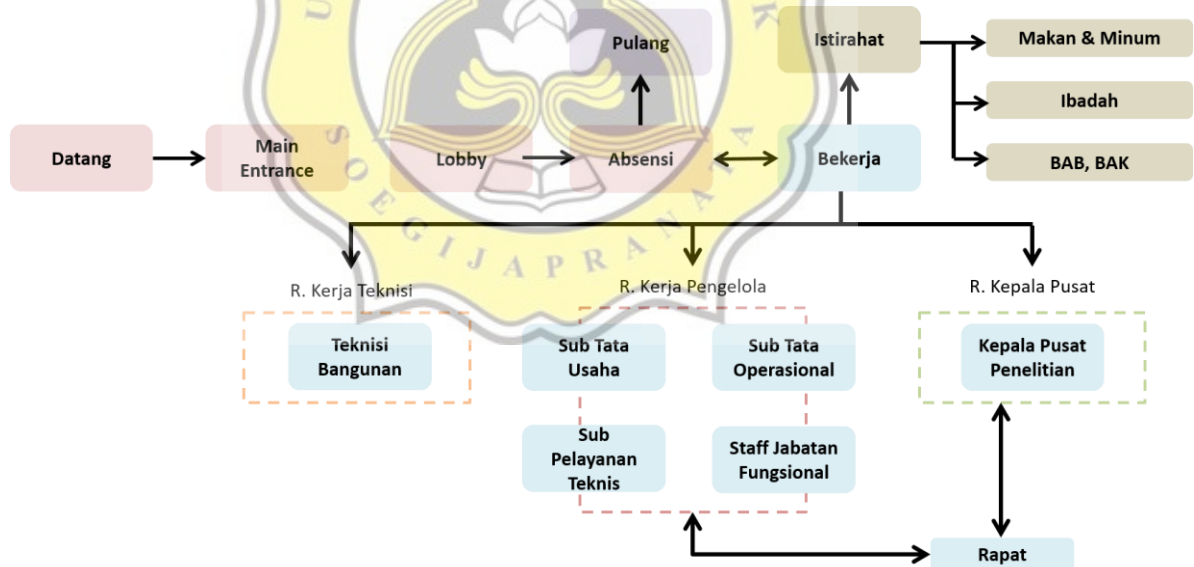 Pulang
Istirahat
Makan & Minum
Ibadah
BAB, BAK
Datang
Main
Entrance
Lobby
Absensi
Bekerja
SOEGIJAPRANATA
R. Kerja Teknisi
R. Kerja Pengelola
R. Kepala Pusat
Teknisi
Bangunan
Sub Tata
Usaha
Sub Tata
Operasional
Kepala Pusat
Penelitian
Sub
Pelayanan
Teknis
Staff Jabatan
Fungsional
Rapat